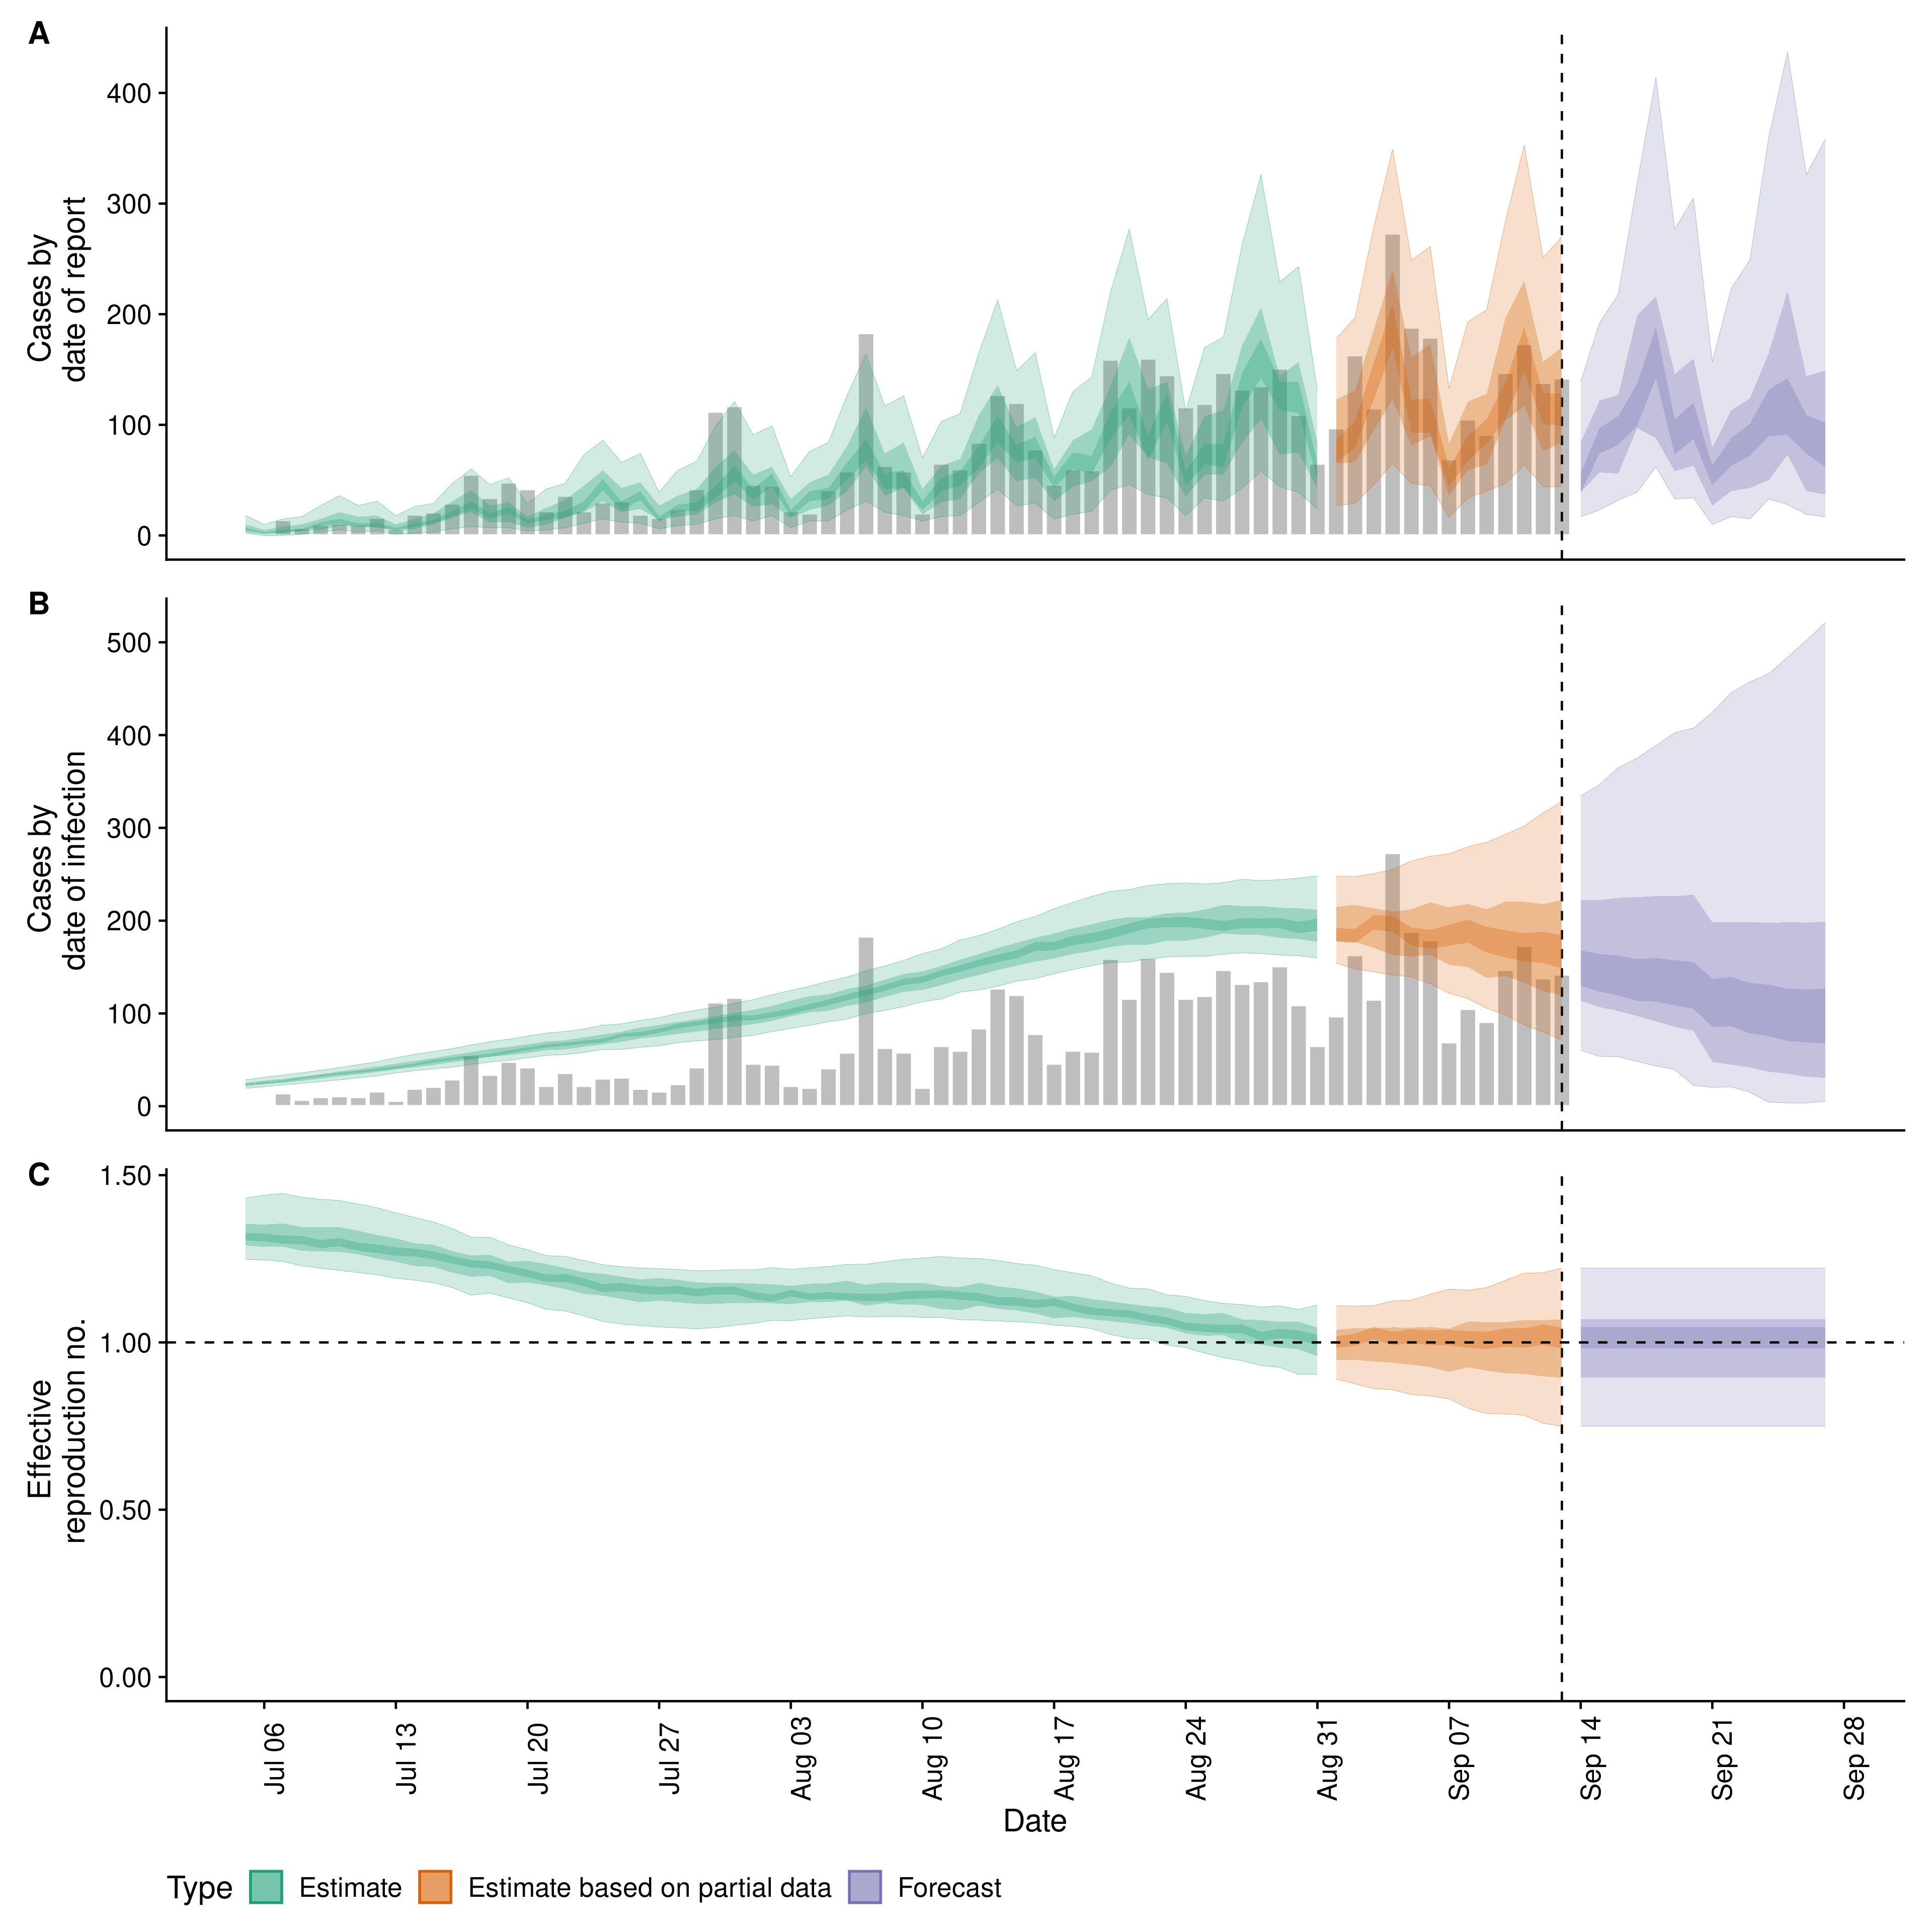 A
Cases by
date of report
400
300
200
100
0
B
Cases by
date of infection
500
400
300
200
100
0
C
Effective
reproduction no.
1.50
1.00
0.50
0.00
Jul 06
Jul 13
Jul 20
Jul 27
Aug 03
Aug 10
Aug 17
Aug 24
Aug 31
Sep 07
Sep 14
Sep 21
Sep 28
Date
Type Estimate Estimate based on partial data Forecast